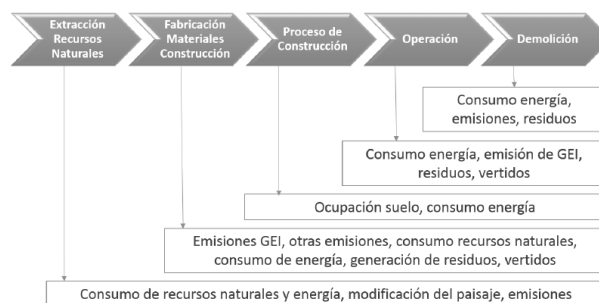 Extracción
Recursos
Naturales
Fabricación
Materiales
Construcción
Proceso de
Construcción
Operación
Demolición
Consumo energía,
emisiones, residuos
Consumo energía, emisión de GEI,
residuos, vertidos
Ocupación suelo, consumo energía
Emisiones GEI, otras emisiones, consumo recursos naturales,
consumo de energía, generación de residuos, vertidos
Consumo de recursos naturales y energía, modificación del paisaje, emisiones